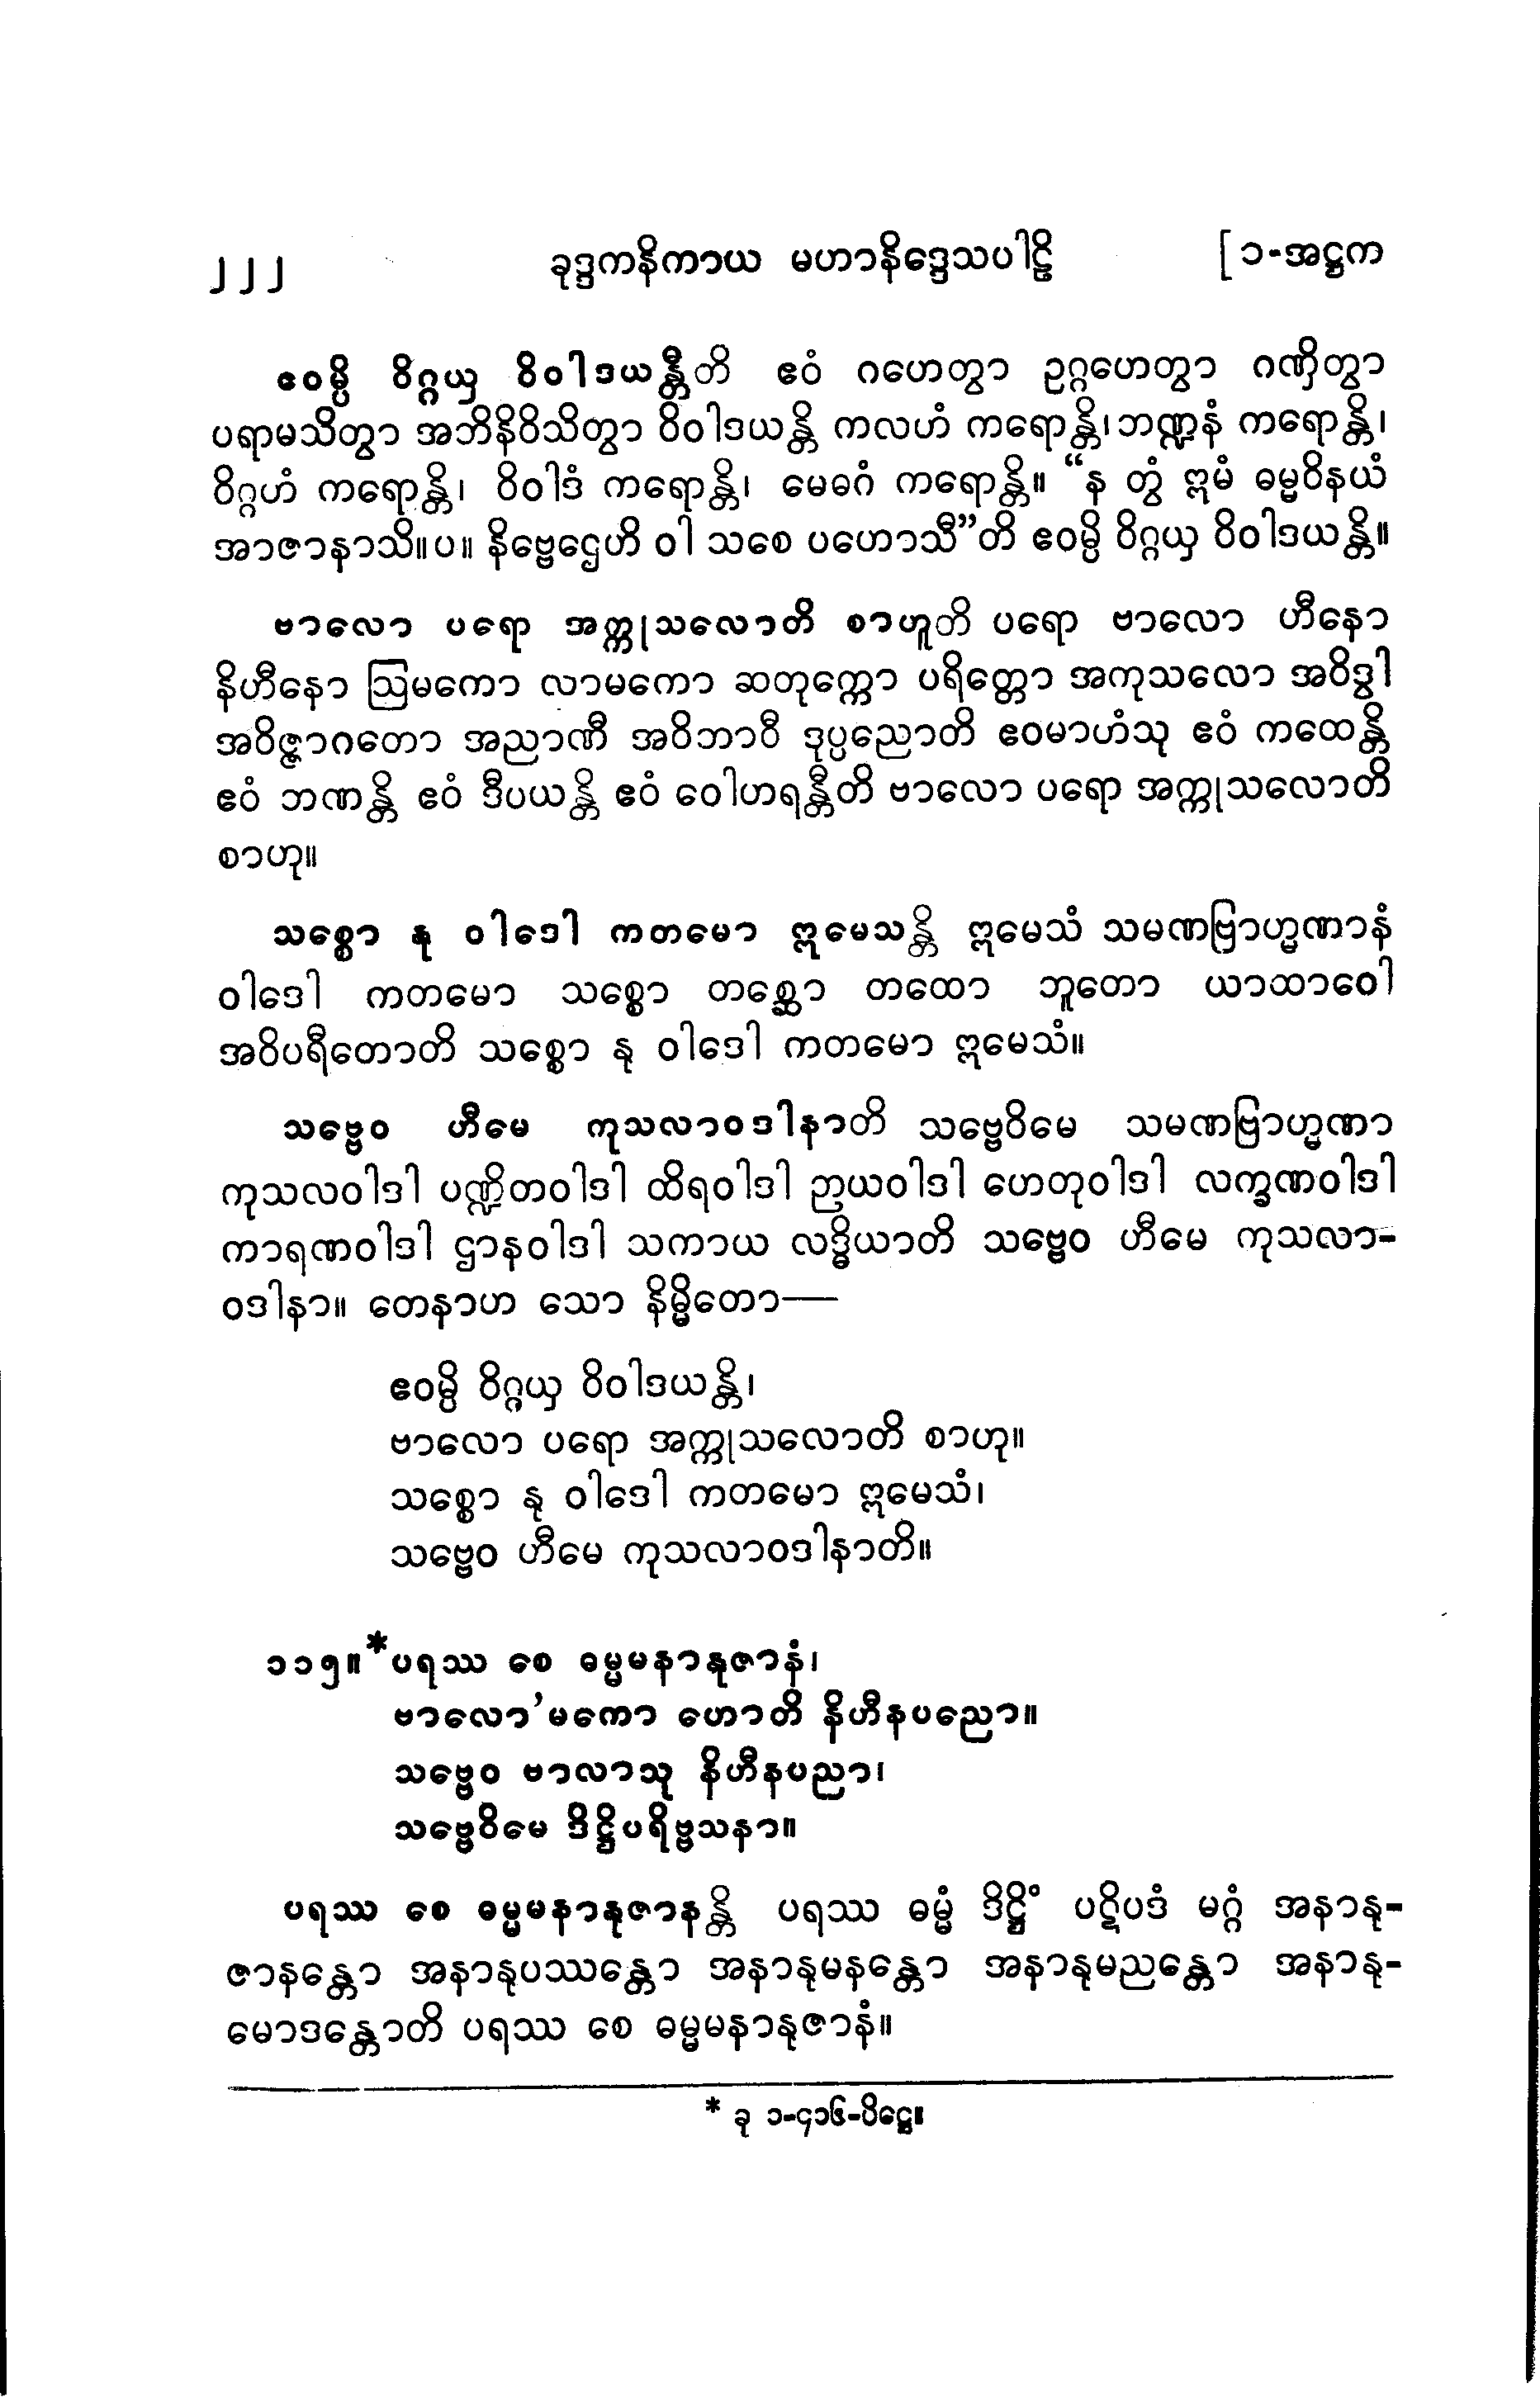 ၂၂၂ ခုဒ္ဒကနိကာယ မဟာနိဒ္ဒေသပါဠိ [ ၁-အဋ္ဌက
ဧဝမ္ပိ ဝိဂ္ဂယှ ဝိဝါဒယန္တီတိ ဧဝံ ဂဟေတွာ ဥဂ္ဂဟေတွာ ဂဏှိတွာ
ပရာမသိတွာ အဘိနိဝိသိတွာ ဝိဝါဒယန္တိ ကလဟံ ကရောန္တိ၊ ဘဏ္ဍနံ ကရောန္တိ၊
ဝိဂ္ဂဟံ ကရောန္တိ၊ ဝိဝါဒံ ကရောန္တိ၊ မေဓဂံ ကရောန္တိ။ “န တွံ ဣမံ ဓမ္မဝိနယံ
အာဇာနာသိ။ပ။ နိဗ္ဗေဌေဟိ ဝါ သစေ ပဟောသီ”တိ ဧဝမ္ပိ ဝိဂ္ဂယှ ဝိဝါဒယန္တိ။
ဗာလော ပရော အက္ကုသလောတိ စာဟူတိ ပရော ဗာလော ဟီနော
နိဟီနော ဩမကော လာမကော ဆတုက္ကော ပရိတ္တော အကုသလော အဝိဒွါ
အဝိဇ္ဇာဂတော အညာဏီ အဝိဘာဝီ ဒုပ္ပညောတိ ဧဝမာဟံသု ဧဝံ ကထေန္တိ
ဧဝံ ဘဏန္တိ ဧဝံ ဒီပယန္တိ ဧဝံ ဝေါဟရန္တီတိ ဗာလော ပရော အက္ကုသလောတိ
စာဟု။
သစ္စော နု ဝါဒေါ ကတမော ဣမေသန္တိ ဣမေသံ သမဏဗြာဟ္မဏာနံ
ဝါဒေါ ကတမော သစ္စော တစ္ဆော တထော ဘူတော ယာထာဝေါ
အဝိပရီတောတိ သစ္စော နု ဝါဒေါ ကတမော ဣမေသံ။
သဗ္ဗေဝ ဟီမေ ကုသလာဝဒါနာတိ သဗ္ဗေဝိမေ သမဏဗြာဟ္မဏာ
ကုသလဝါဒါ ပဏ္ဍိတဝါဒါ ထိရဝါဒါ ဉာယဝါဒါ ဟေတုဝါဒါ လက္ခဏဝါဒါ
ကာရဏဝါဒါ ဌာနဝါဒါ သကာယ လဒ္ဓိယာတိ သဗ္ဗေဝ ဟီမေ ကုသလာ-
ဝဒါနာ။ တေနာဟ သော နိမ္မိတော—
ဧဝမ္ပိ ဝိဂ္ဂယှ ဝိဝါဒယန္တိ၊
ဗာလော ပရော အက္ကုသလောတိ စာဟု။
သစ္စော နု ဝါဒေါ ကတမော ဣမေသံ၊
သဗ္ဗေဝ ဟီမေ ကုသလာဝဒါနာတိ။
၁၁၅။ *ပရဿ စေ ဓမ္မမနာနုဇာနံ၊
ဗာလော’မကော ဟောတိ နိဟီနပညော။
သဗ္ဗေဝ ဗာလာသု နိဟီနပညာ၊
သဗ္ဗေဝိမေ ဒိဋ္ဌိပရိဗ္ဗသနာ။
ပရဿ စေ ဓမ္မမနာနုဇာနန္တိ ပရဿ ဓမ္မံ ဒိဋ္ဌိံ ပဋိပဒံ မဂ္ဂံ အနာနု-
ဇာနန္တော အနာနုပဿန္တော အနာနုမနန္တော အနာနုမညန္တော အနာနု-
မောဒန္တောတိ ပရဿ စေ ဓမ္မမနာနုဇာနံ။
* ခု ၁-၄၁၆-ပိဋ္ဌေ။